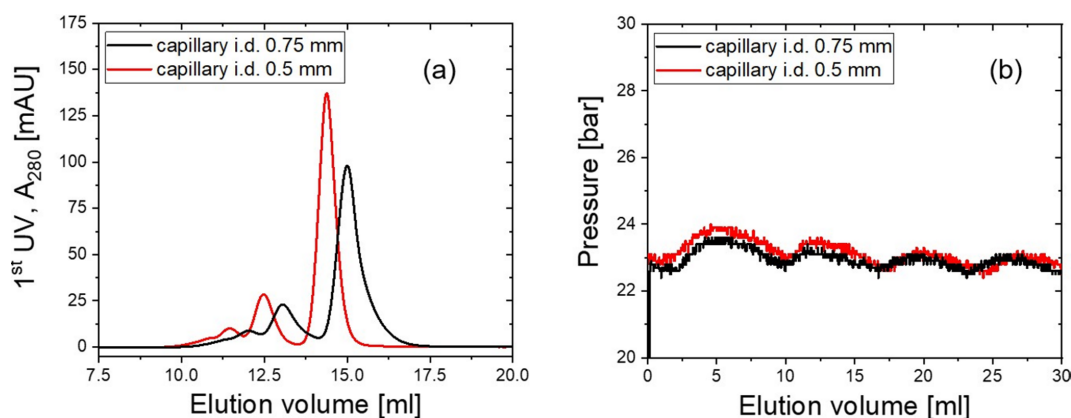 175
150
125
100
75
50
25
0
1st UV, A280 [mAU]
capillary i.d. 0.75 mm
capillary i.d. 0.5 mm
(a)
7.5 10.0 12.5 15.0 17.5 20.0
Elution volume [ml]
30
28
26
24
22
20
Pressure [bar]
capillary i.d. 0.75 mm
capillary i.d. 0.5 mm
(b)
0 5 10 15 20 25 30
Elution volume [ml]